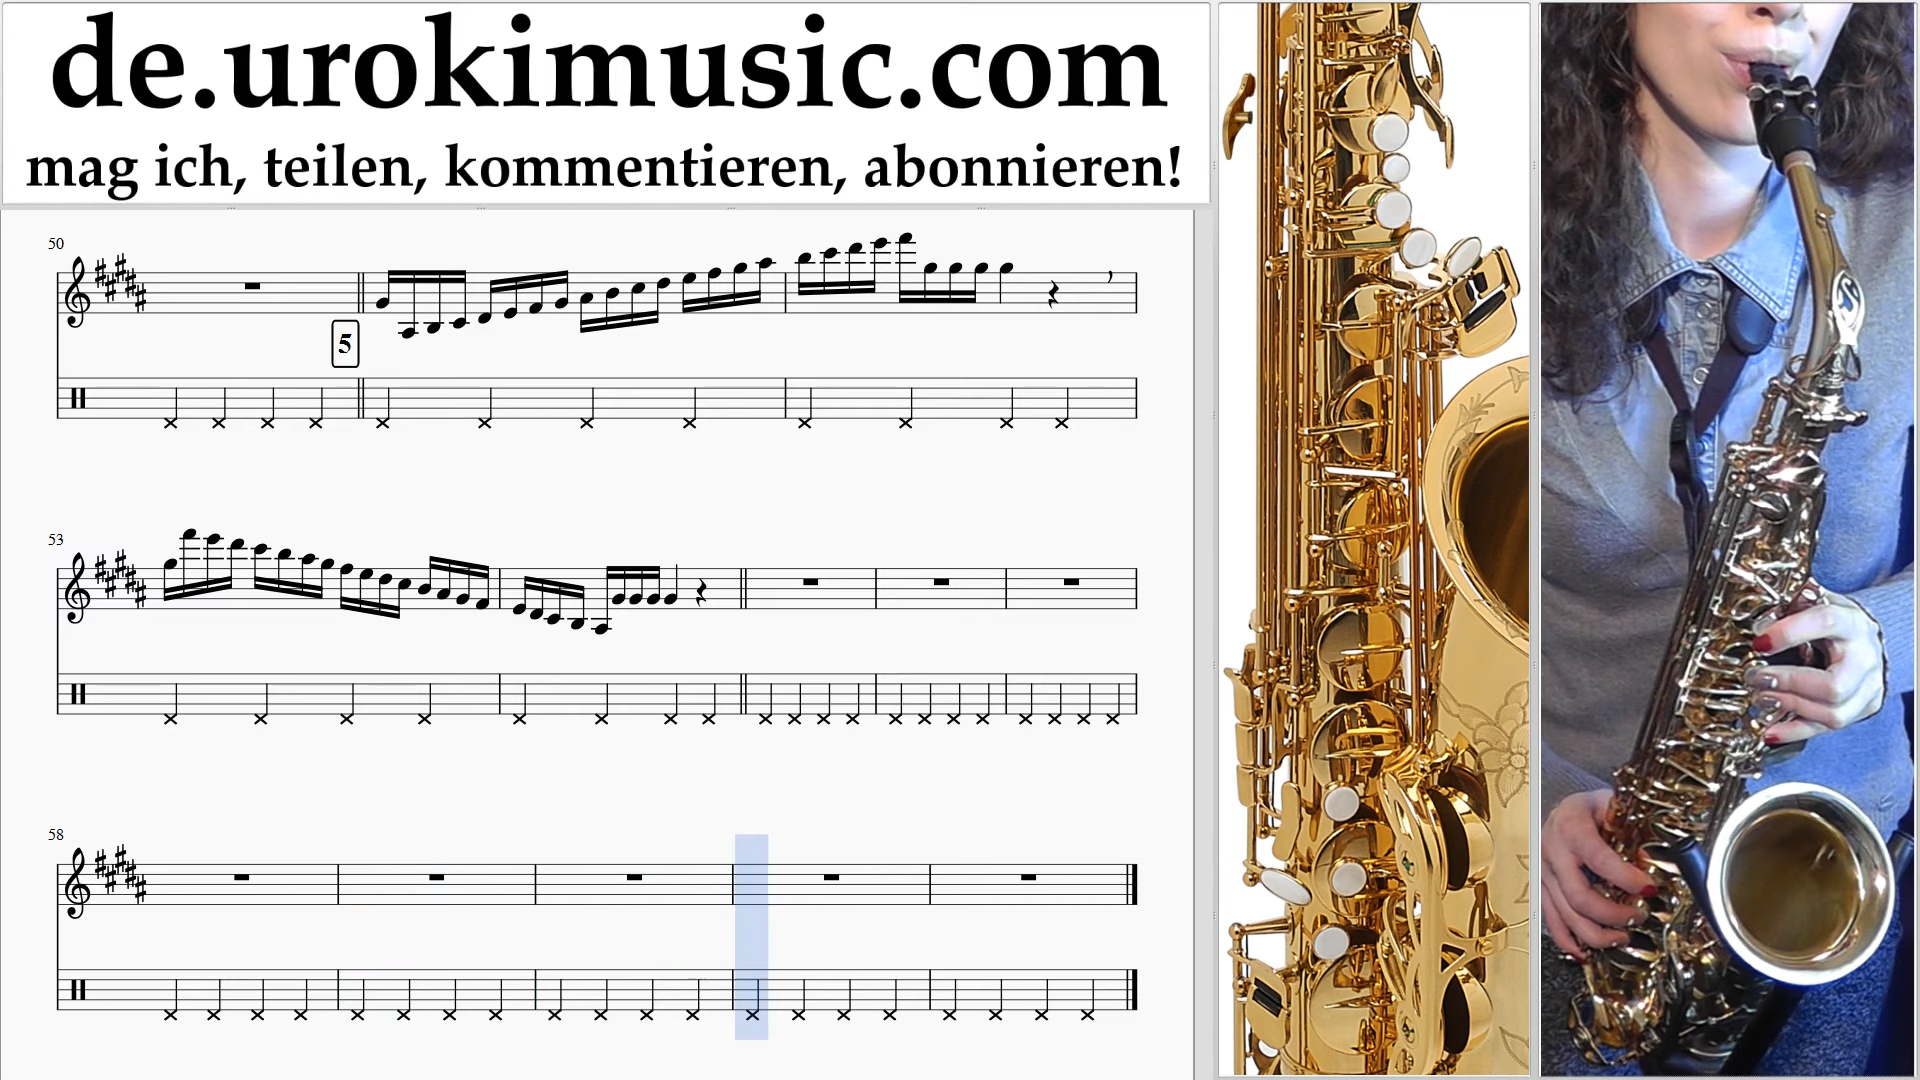 de.urokimusic.com
mag ich, teilen, kommentieren, abonnieren!
50
5
53
58